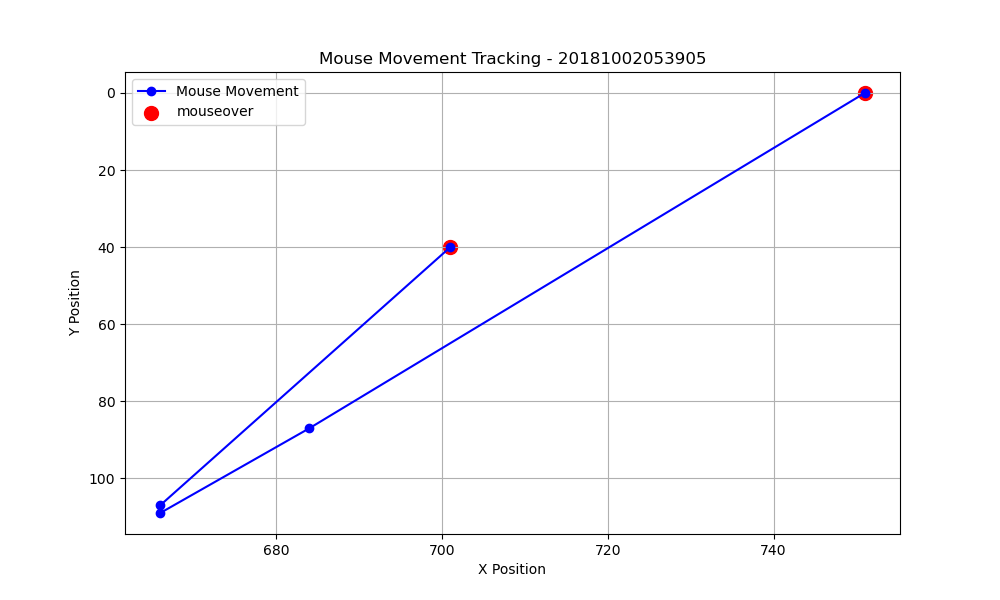 Mouse Movement Tracking - 20181002053905
Mouse Movement
mouseover
0
20
40
60
80
100
Y Position
680 700 720 740
X Position